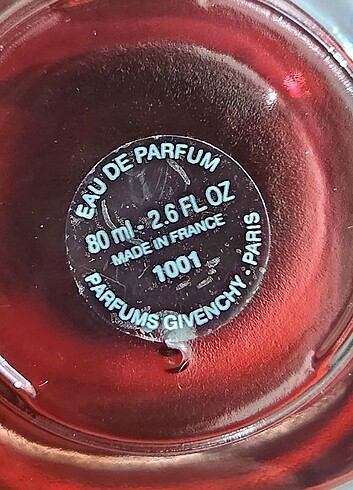 EAU DE PARFUM
80 ml - 2.6 FL OZ
MADE IN FRANCE
1001
PARFUMS GIVENCHY : PARIS